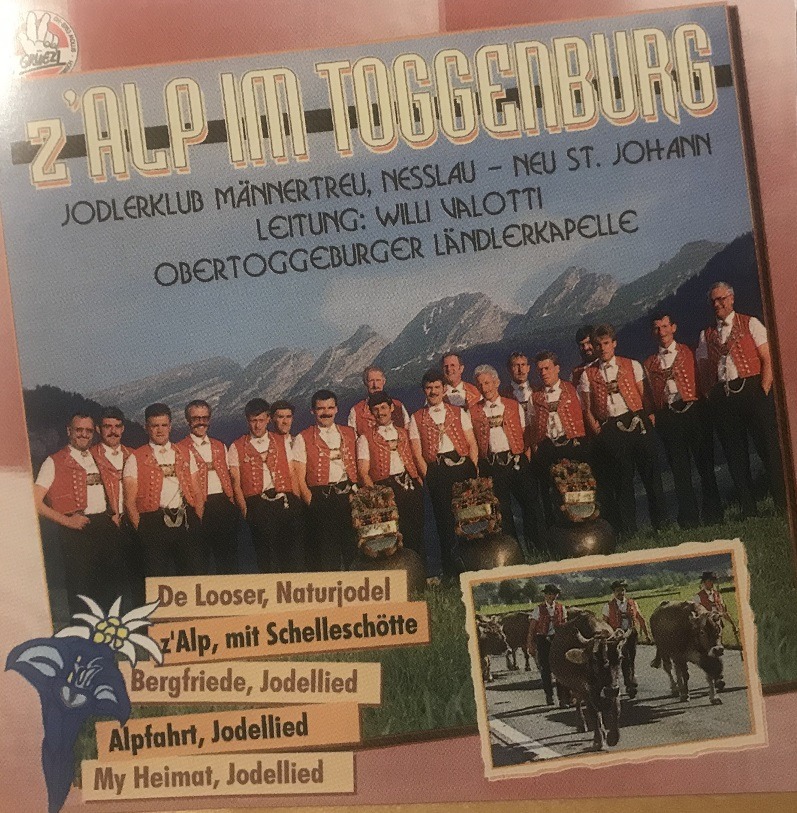 GRÜEZI
z'ALP IM TOGGENBURG
JODLERKLUB MÄNNERTREU, NESSLAU – NEU ST. JOHANN
LEITUNG: WILLI VALOTTI
OBERTOGGEBURGER LÄNDLERKAPELLE
De Looser, Naturjodel
z'Alp, mit Schelleschötte
Bergfriede, Jodellied
Alpfahrt, Jodellied
My Heimat, Jodellied